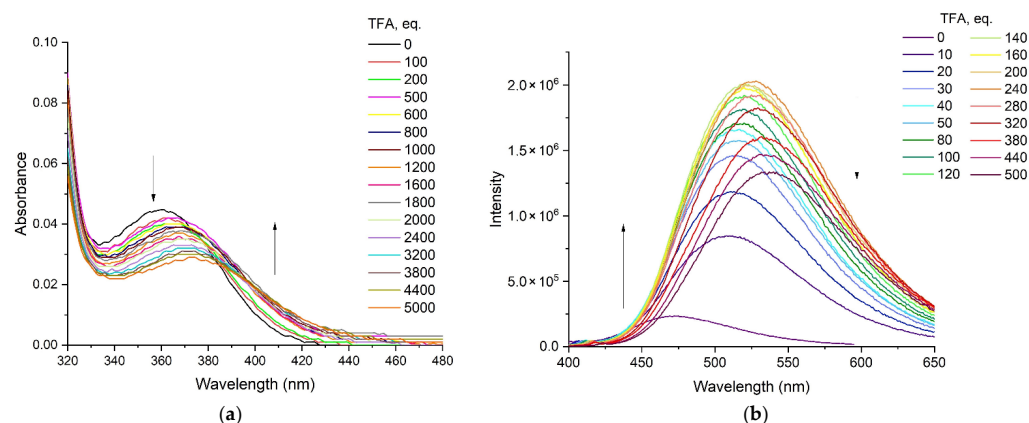 TFA, eq.
0
100
200
500
600
800
1000
1200
1600
1800
2000
2400
3200
3800
4400
5000
0.10
0.08
0.06
0.04
0.02
0.00
Absorbance
320 340 360 380 400 420 440 460 480
Wavelength (nm)
(a)
TFA, eq.
0 140
10 160
20 200
30 240
40 280
50 320
80 380
100 440
120 500
2.0 × 10⁶
1.5 × 10⁶
1.0 × 10⁶
5.0 × 10⁵
0.0
Intensity
400 450 500 550 600 650
Wavelength (nm)
(b)